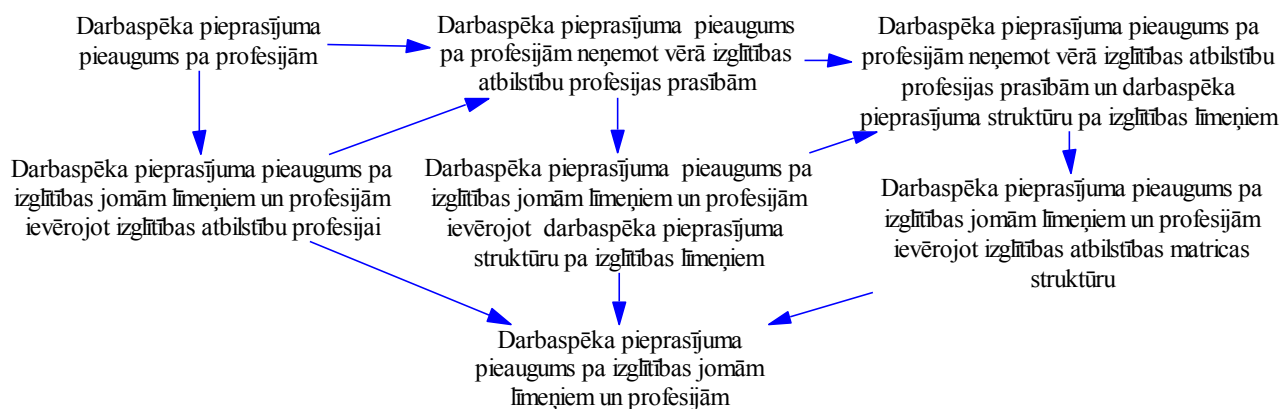 Darbaspēka pieprasījuma
pieaugums pa profesijām
Darbaspēka pieprasījuma pieaugums
pa profesijām neņemot vērā izglītības
atbilstību profesijas prasībām
Darbaspēka pieprasījuma pieaugums pa
profesijām neņemot vērā izglītības atbilstību
profesijas prasībām un darbaspēka
pieprasījuma struktūru pa izglītības līmeņiem
Darbaspēka pieprasījuma pieaugums pa
izglītības jomām līmeņiem un profesijām
ievērojot izglītības atbilstību profesijai
Darbaspēka pieprasījuma pieaugums pa
izglītības jomām līmeņiem un profesijām
ievērojot darbaspēka pieprasījuma
struktūru pa izglītības līmeņiem
Darbaspēka pieprasījuma pieaugums pa
izglītības jomām līmeņiem un profesijām
ievērojot izglītības atbilstības matricas
struktūru
Darbaspēka pieprasījuma
pieaugums pa izglītības jomām
līmeņiem un profesijām